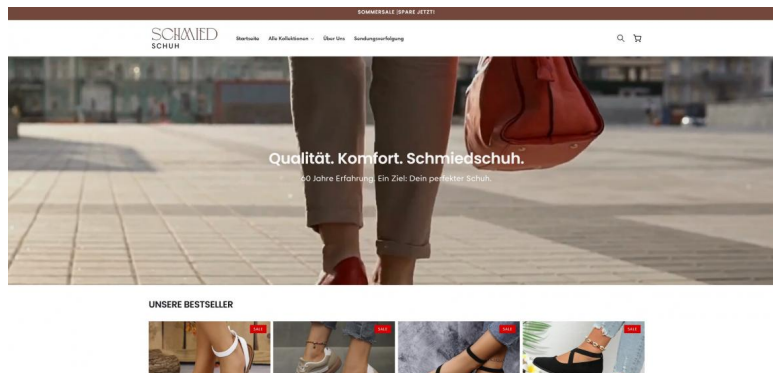 SOMMERSALE |SPARE JETZT!
SCHMIED
SCHUH
Startseite Alle Kollektionen Über Uns Sendungsverfolgung
Qualität. Komfort. Schmiedschuh.
60 Jahre Erfahrung. Ein Ziel: Dein perfekter Schuh.
UNSERE BESTSELLER
SALE SALE SALE SALE